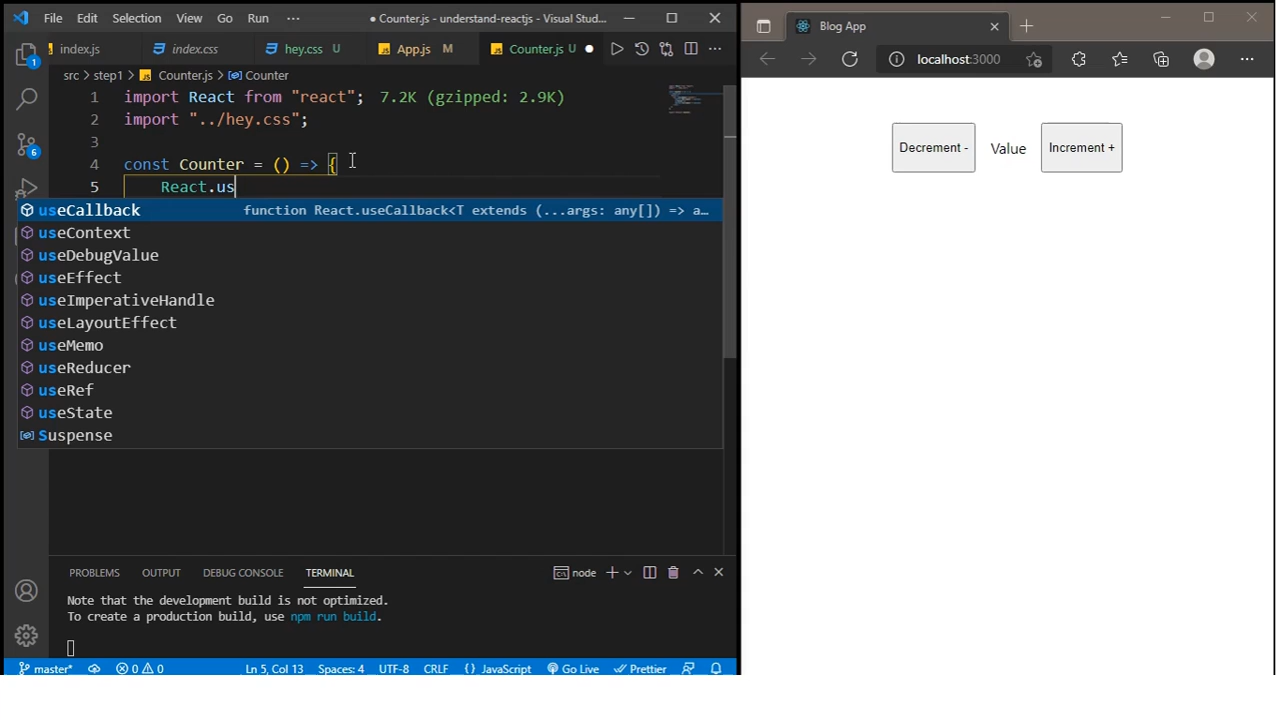 File Edit Selection View Go Run ··· ● Counter.js - understand-reactjs - Visual Stud...
index.js index.css hey.css U App.js M Counter.js U ●
src > step1 > Counter.js > Counter
1 import React from "react"; 7.2K (gzipped: 2.9K)
2 import "../hey.css";
3
4 const Counter = () => {
5 React.us
useCallback function React.useCallback<T extends (...args: any[]) => a…
useContext
useDebugValue
useEffect
useImperativeHandle
useLayoutEffect
useMemo
useReducer
useRef
useState
Suspense
1
6
PROBLEMS OUTPUT DEBUG CONSOLE TERMINAL node
Note that the development build is not optimized.
To create a production build, use npm run build.
master* 0 0 Ln 5, Col 13 Spaces: 4 UTF-8 CRLF { } JavaScript Go Live Prettier
Blog App
localhost:3000
Decrement - Value Increment +